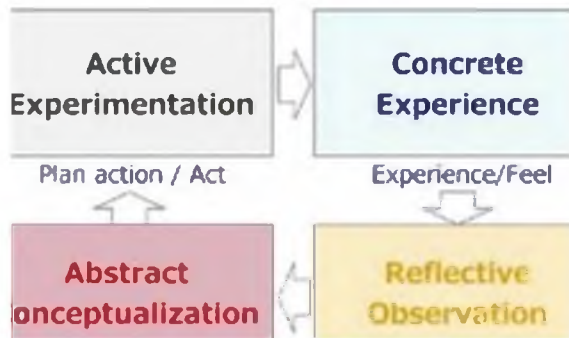 Active
Experimentation
Concrete
Experience
Plan action / Act
Experience/Feel
Abstract
onceptualization
Reflective
Observation